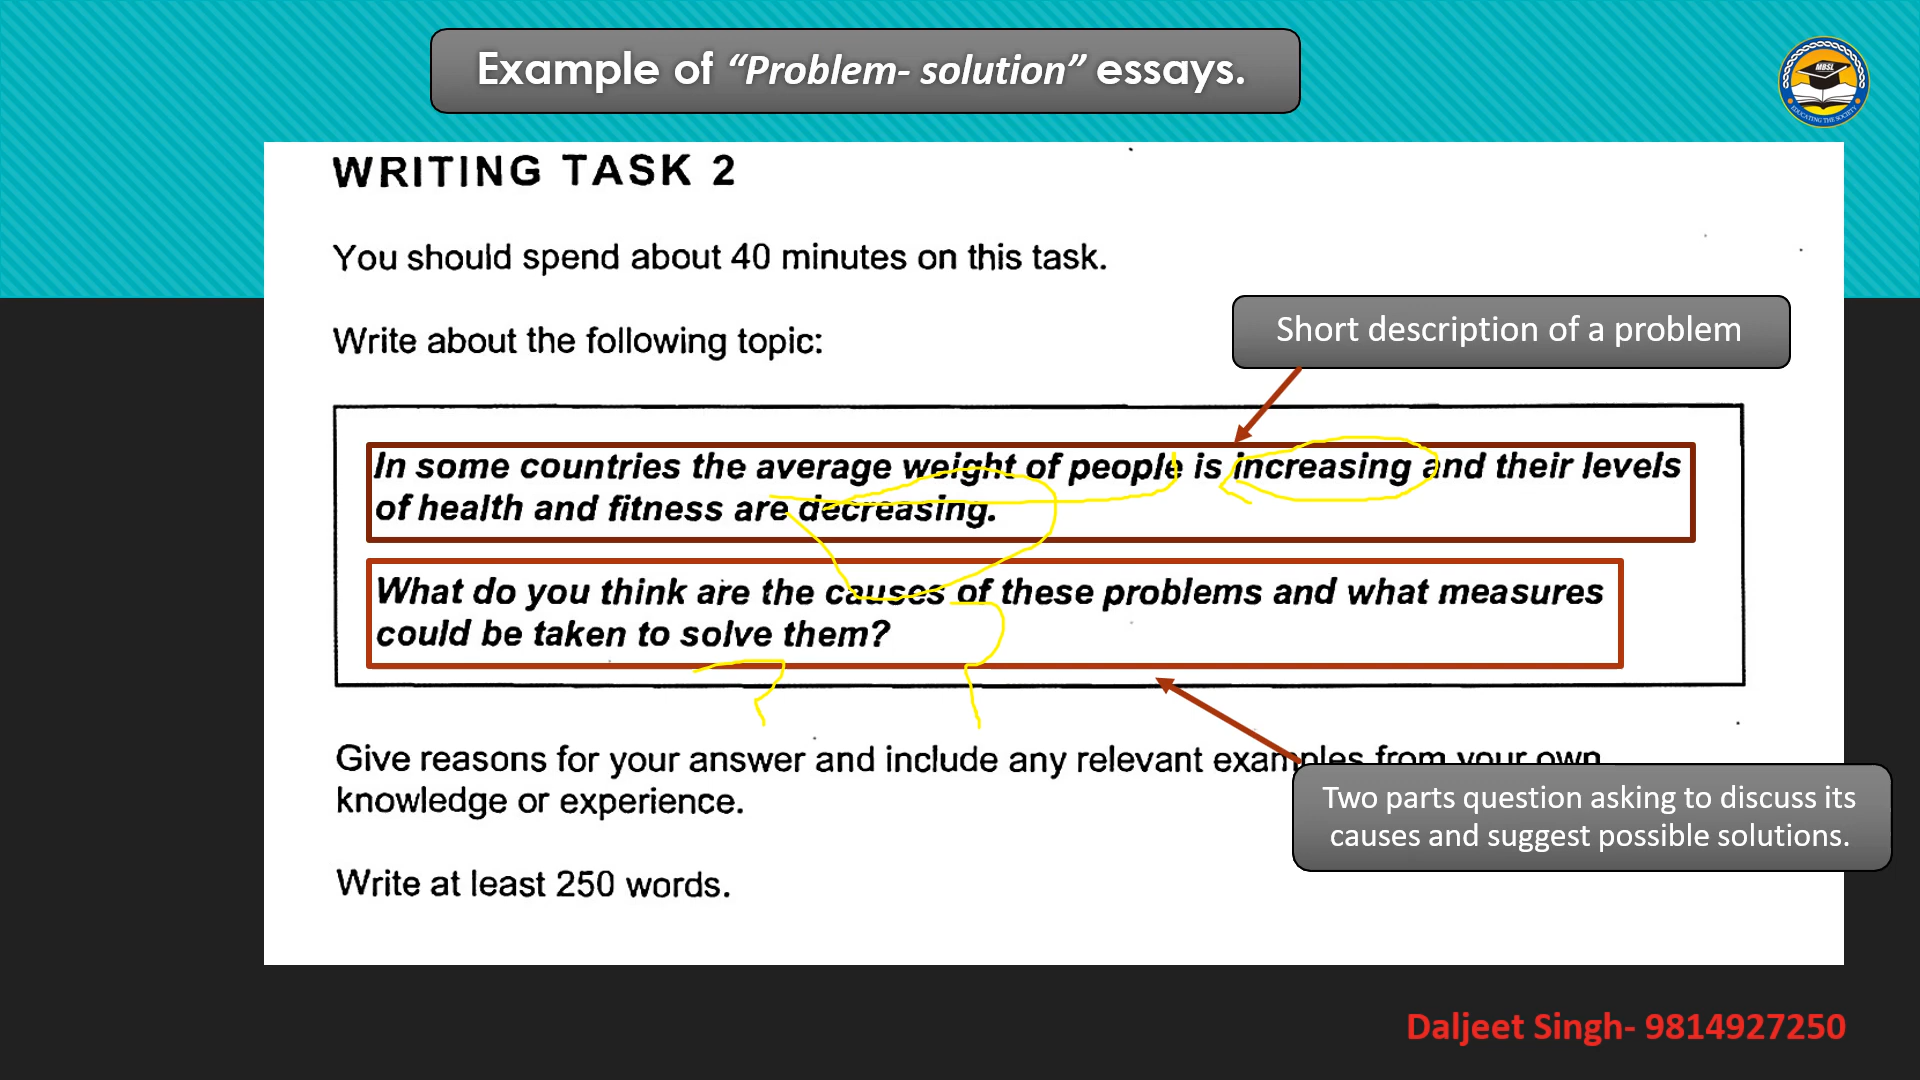 Example of “Problem- solution” essays.
MBSL
EDUCATING THE SOCIETY
WRITING TASK 2
You should spend about 40 minutes on this task.
Write about the following topic:
Short description of a problem
In some countries the average weight of people is increasing and their levels
of health and fitness are decreasing.
What do you think are the causes of these problems and what measures
could be taken to solve them?
Give reasons for your answer and include any relevant examples from your own
knowledge or experience.
Two parts question asking to discuss its
causes and suggest possible solutions.
Write at least 250 words.
Daljeet Singh- 9814927250